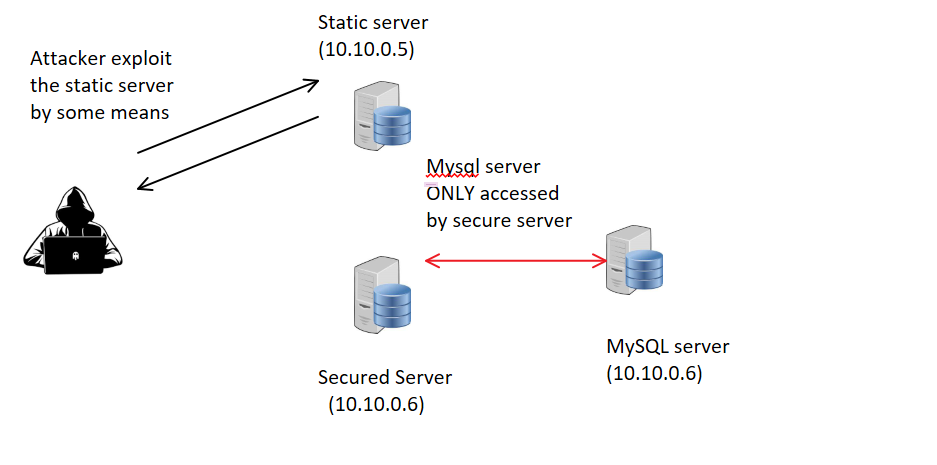 Static server
(10.10.0.5)
Attacker exploit
the static server
by some means
Mysql server
ONLY accessed
by secure server
MySQL server
(10.10.0.6)
Secured Server
(10.10.0.6)